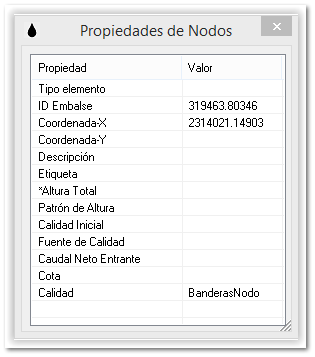 Propiedades de Nodos
Propiedad Valor
Tipo elemento
ID Embalse 319463.80346
Coordenada-X 2314021.14903
Coordenada-Y
Descripción
Etiqueta
*Altura Total
Patrón de Altura
Calidad Inicial
Fuente de Calidad
Caudal Neto Entrante
Cota
Calidad BanderasNodo